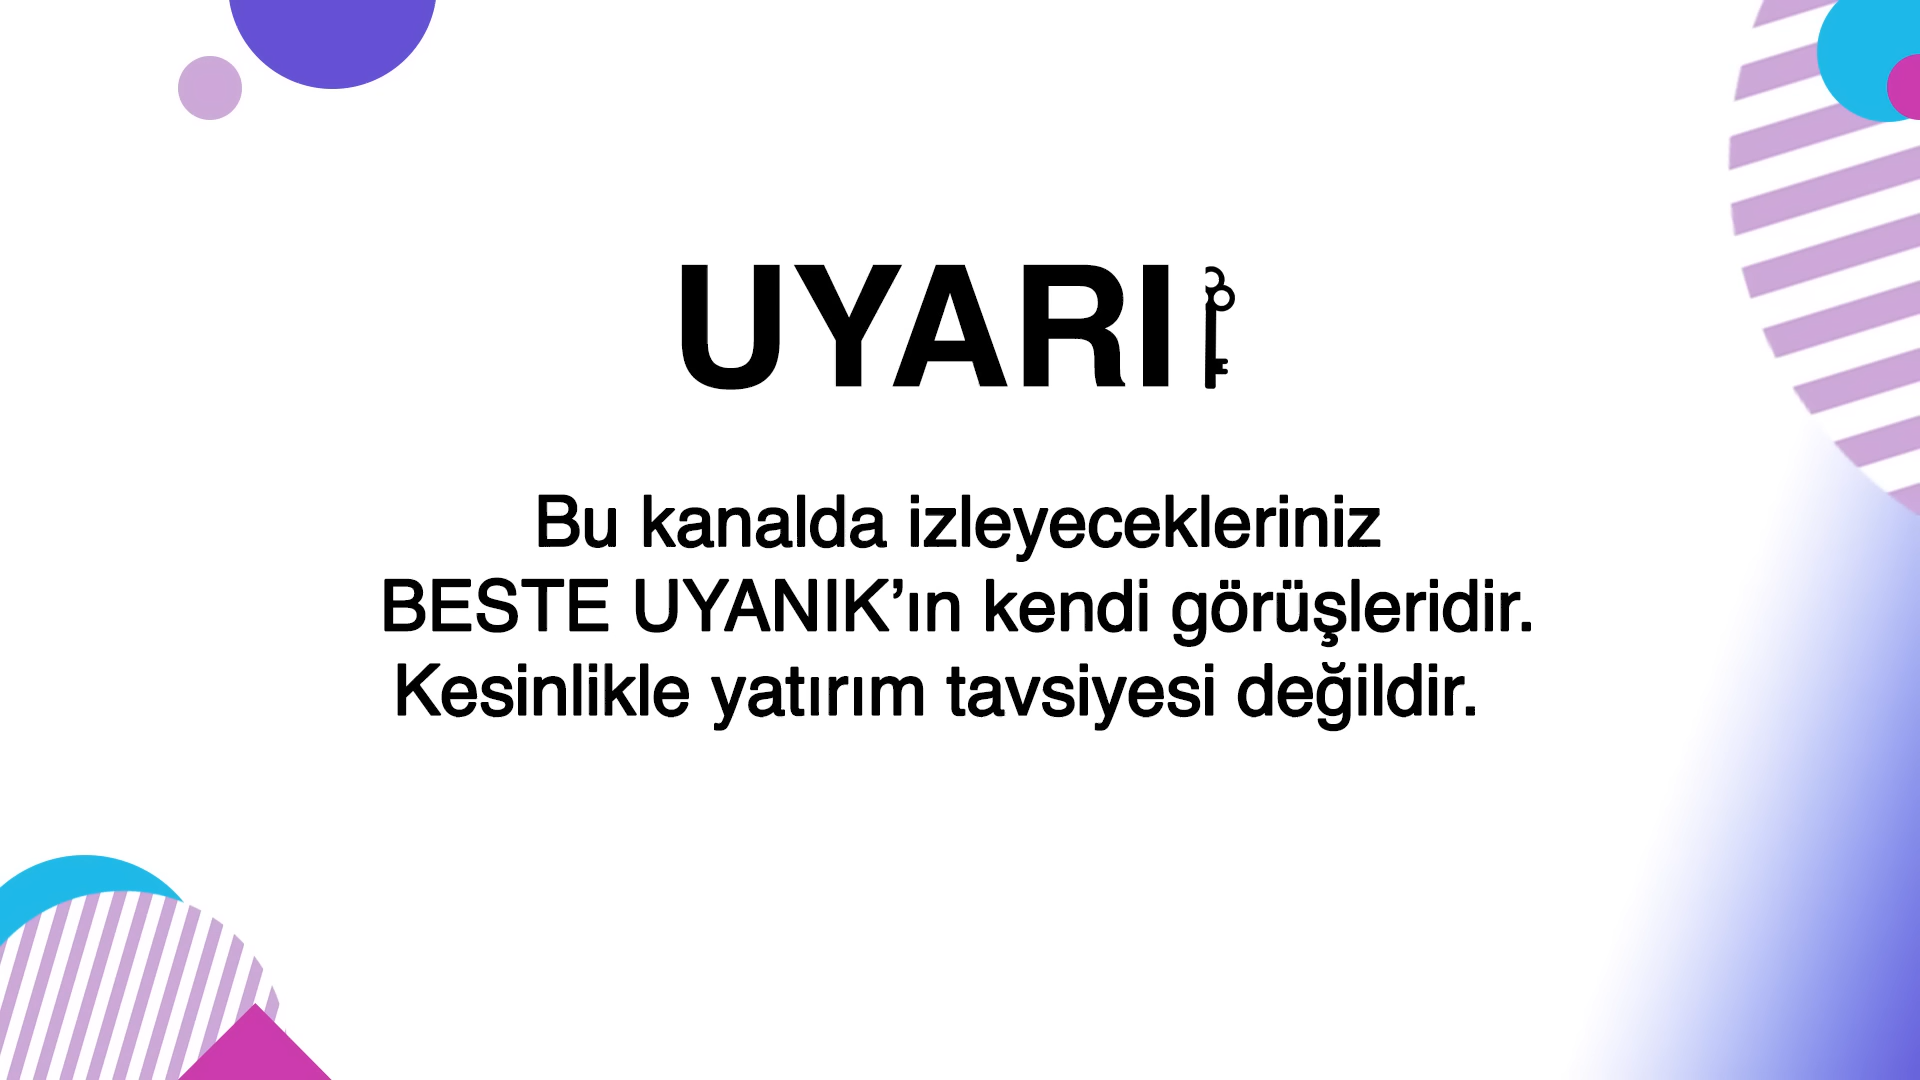 UYARI
Bu kanalda izleyecekleriniz
BESTE UYANIK’ın kendi görüşleridir.
Kesinlikle yatırım tavsiyesi değildir.